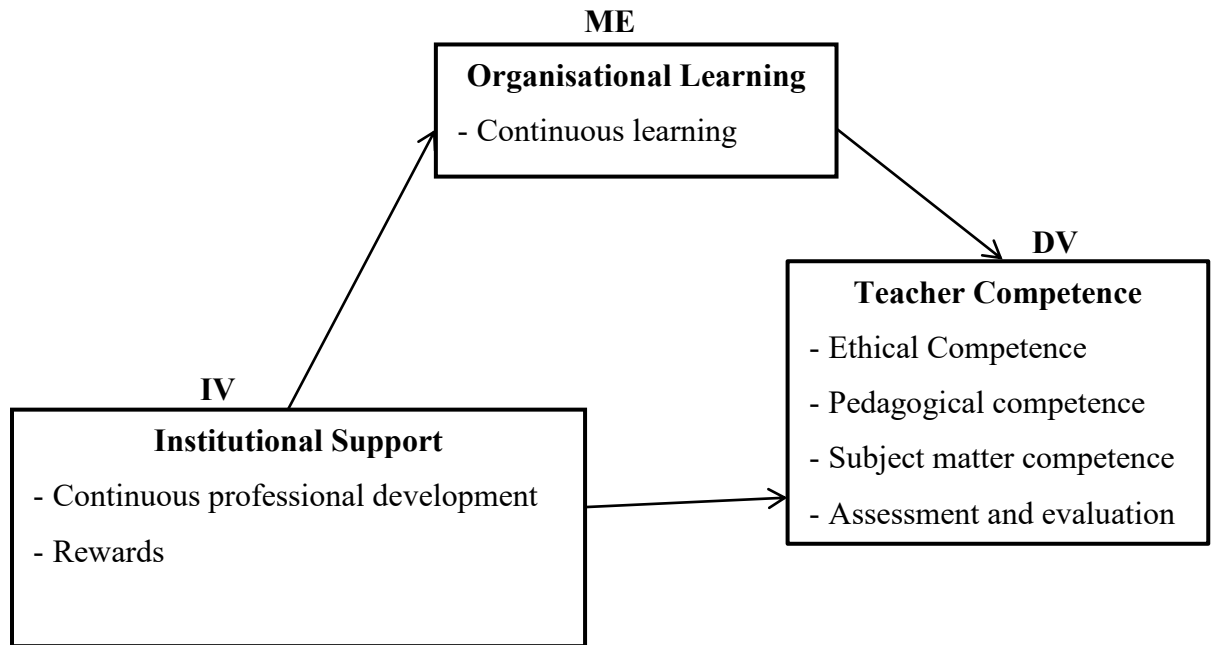 ME
Organisational Learning
- Continuous learning
DV
Teacher Competence
- Ethical Competence
- Pedagogical competence
- Subject matter competence
- Assessment and evaluation
IV
Institutional Support
- Continuous professional development
- Rewards